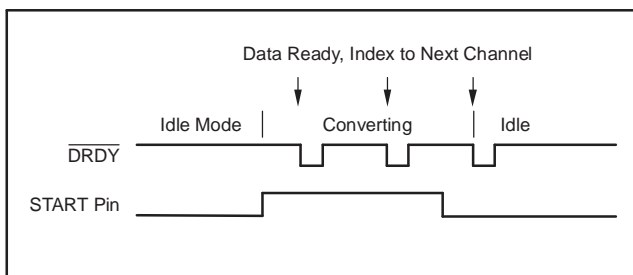 Data Ready, Index to Next Channel
Idle Mode Converting Idle
DRDY
START Pin